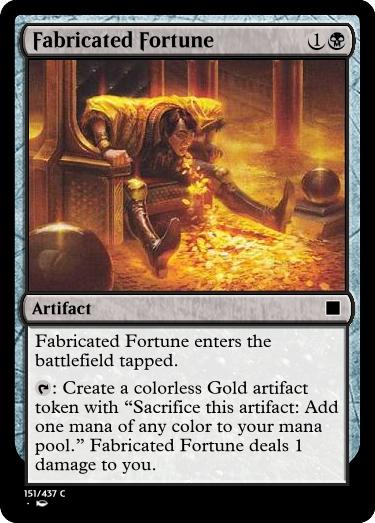 Fabricated Fortune 1
Artifact
Fabricated Fortune enters the
battlefield tapped.
: Create a colorless Gold artifact
token with “Sacrifice this artifact: Add
one mana of any color to your mana
pool.” Fabricated Fortune deals 1
damage to you.
151/437 C